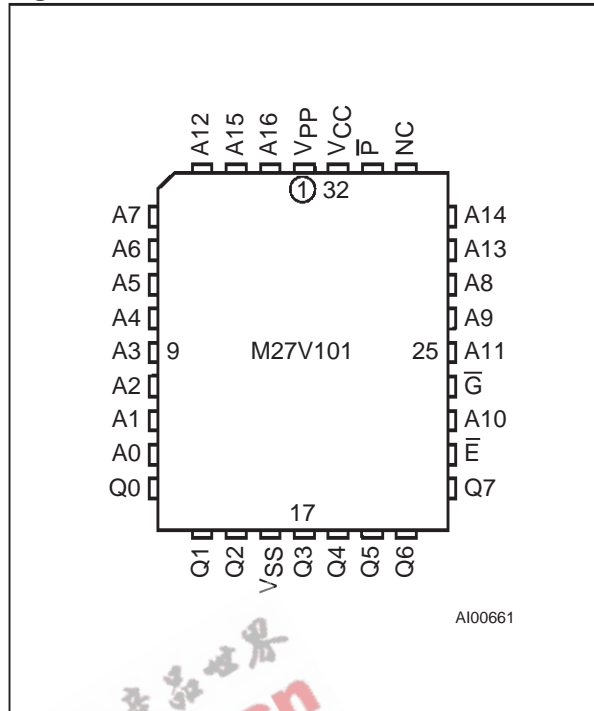 A12 A15 A16 VPP VCC P̅ NC
1 32
A7 A14
A6 A13
A5 A8
A4 A9
A3 9 M27V101 25 A11
A2 G̅
A1 A10
A0 E̅
Q0 Q7
17
Q1 Q2 VSS Q3 Q4 Q5 Q6
AI00661